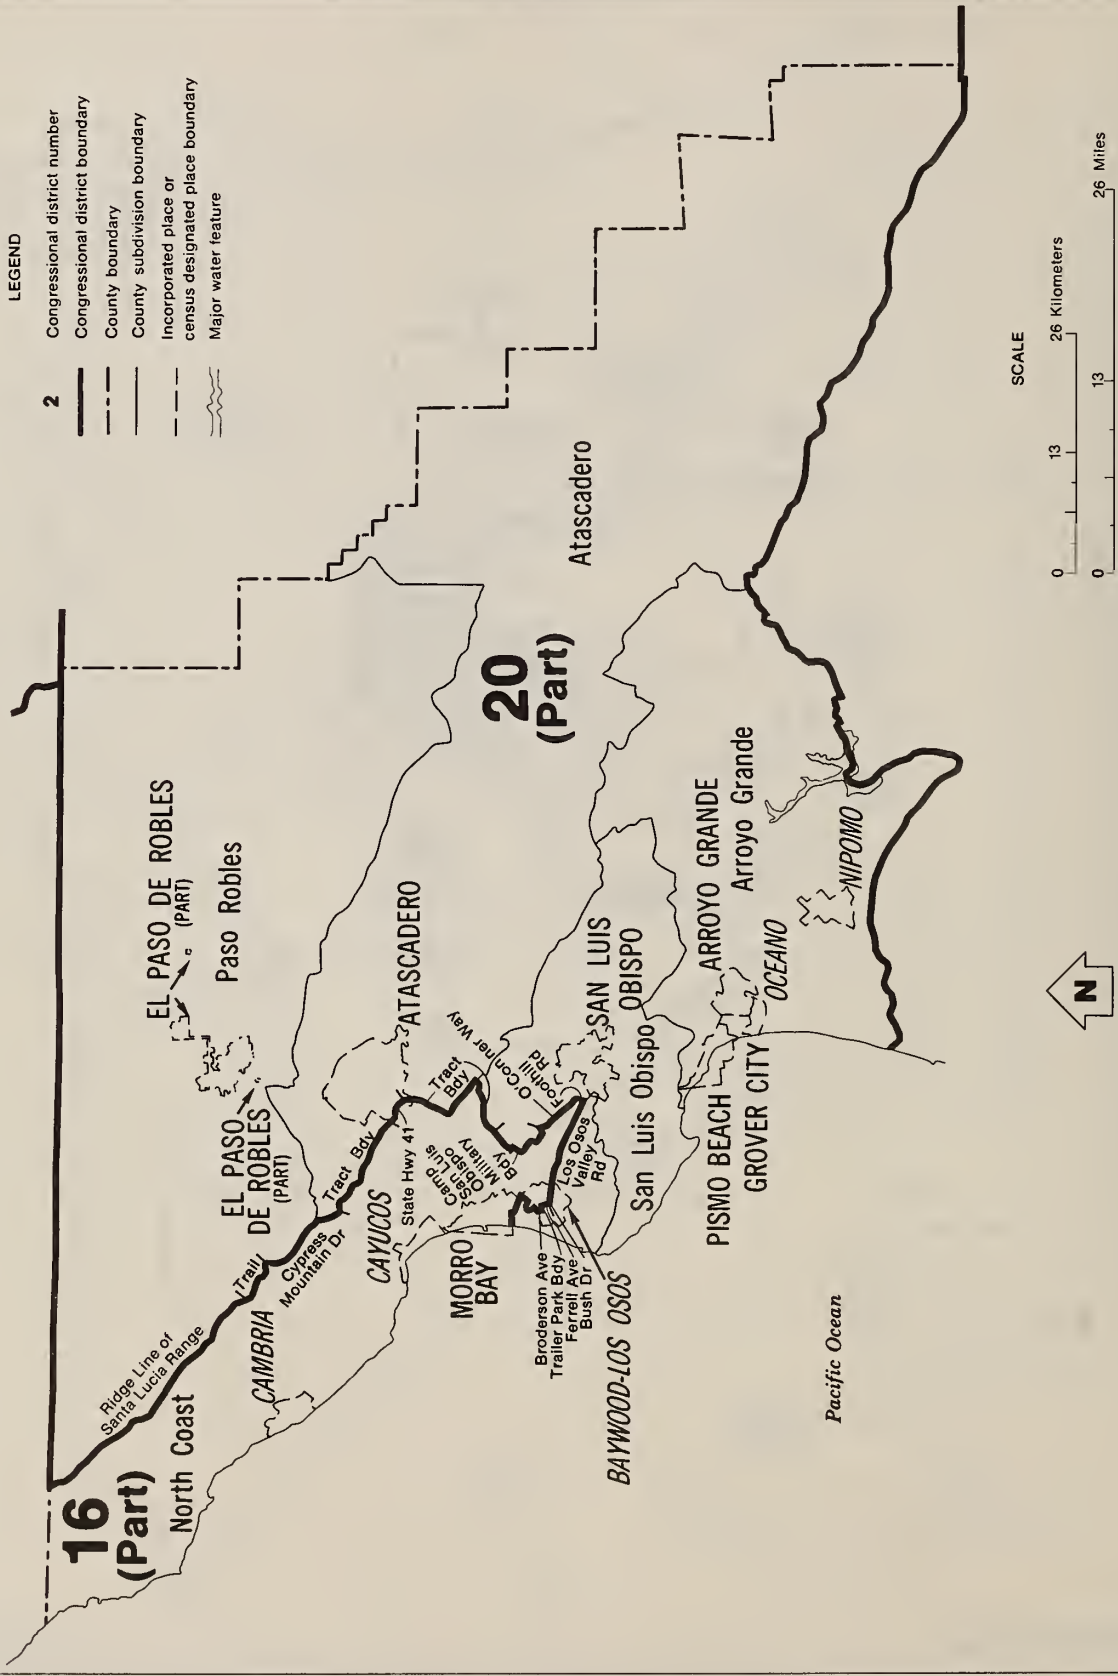 LEGEND
2 Congressional district number
Congressional district boundary
County boundary
County subdivision boundary
Incorporated place or
census designated place boundary
Major water feature
16
(Part)
North Coast
Ridge Line of
Santa Lucia Range
Trail
CAMBRIA
Cypress
Mountain Dr
EL PASO DE ROBLES
(PART)
Paso Robles
EL PASO
DE ROBLES
(PART)
Tract Bdy
CAYUCOS
State Hwy 41
ATASCADERO
Tract
Bdy
Camp
San Luis
Obispo
Military
Bdy
MORRO
BAY
O'Conner Way
Foothill
Rd
Los Osos
Valley
Rd
20
(Part)
Atascadero
Broderson Ave
Trailer Park Bdy
Ferrell Ave
Bush Dr
BAYWOOD-LOS OSOS
SAN LUIS
OBISPO
San Luis Obispo
PISMO BEACH
GROVER CITY
ARROYO GRANDE
Arroyo Grande
OCEANO
NIPOMO
Pacific Ocean
N
SCALE
0 13 26 Kilometers
0 13 26 Miles